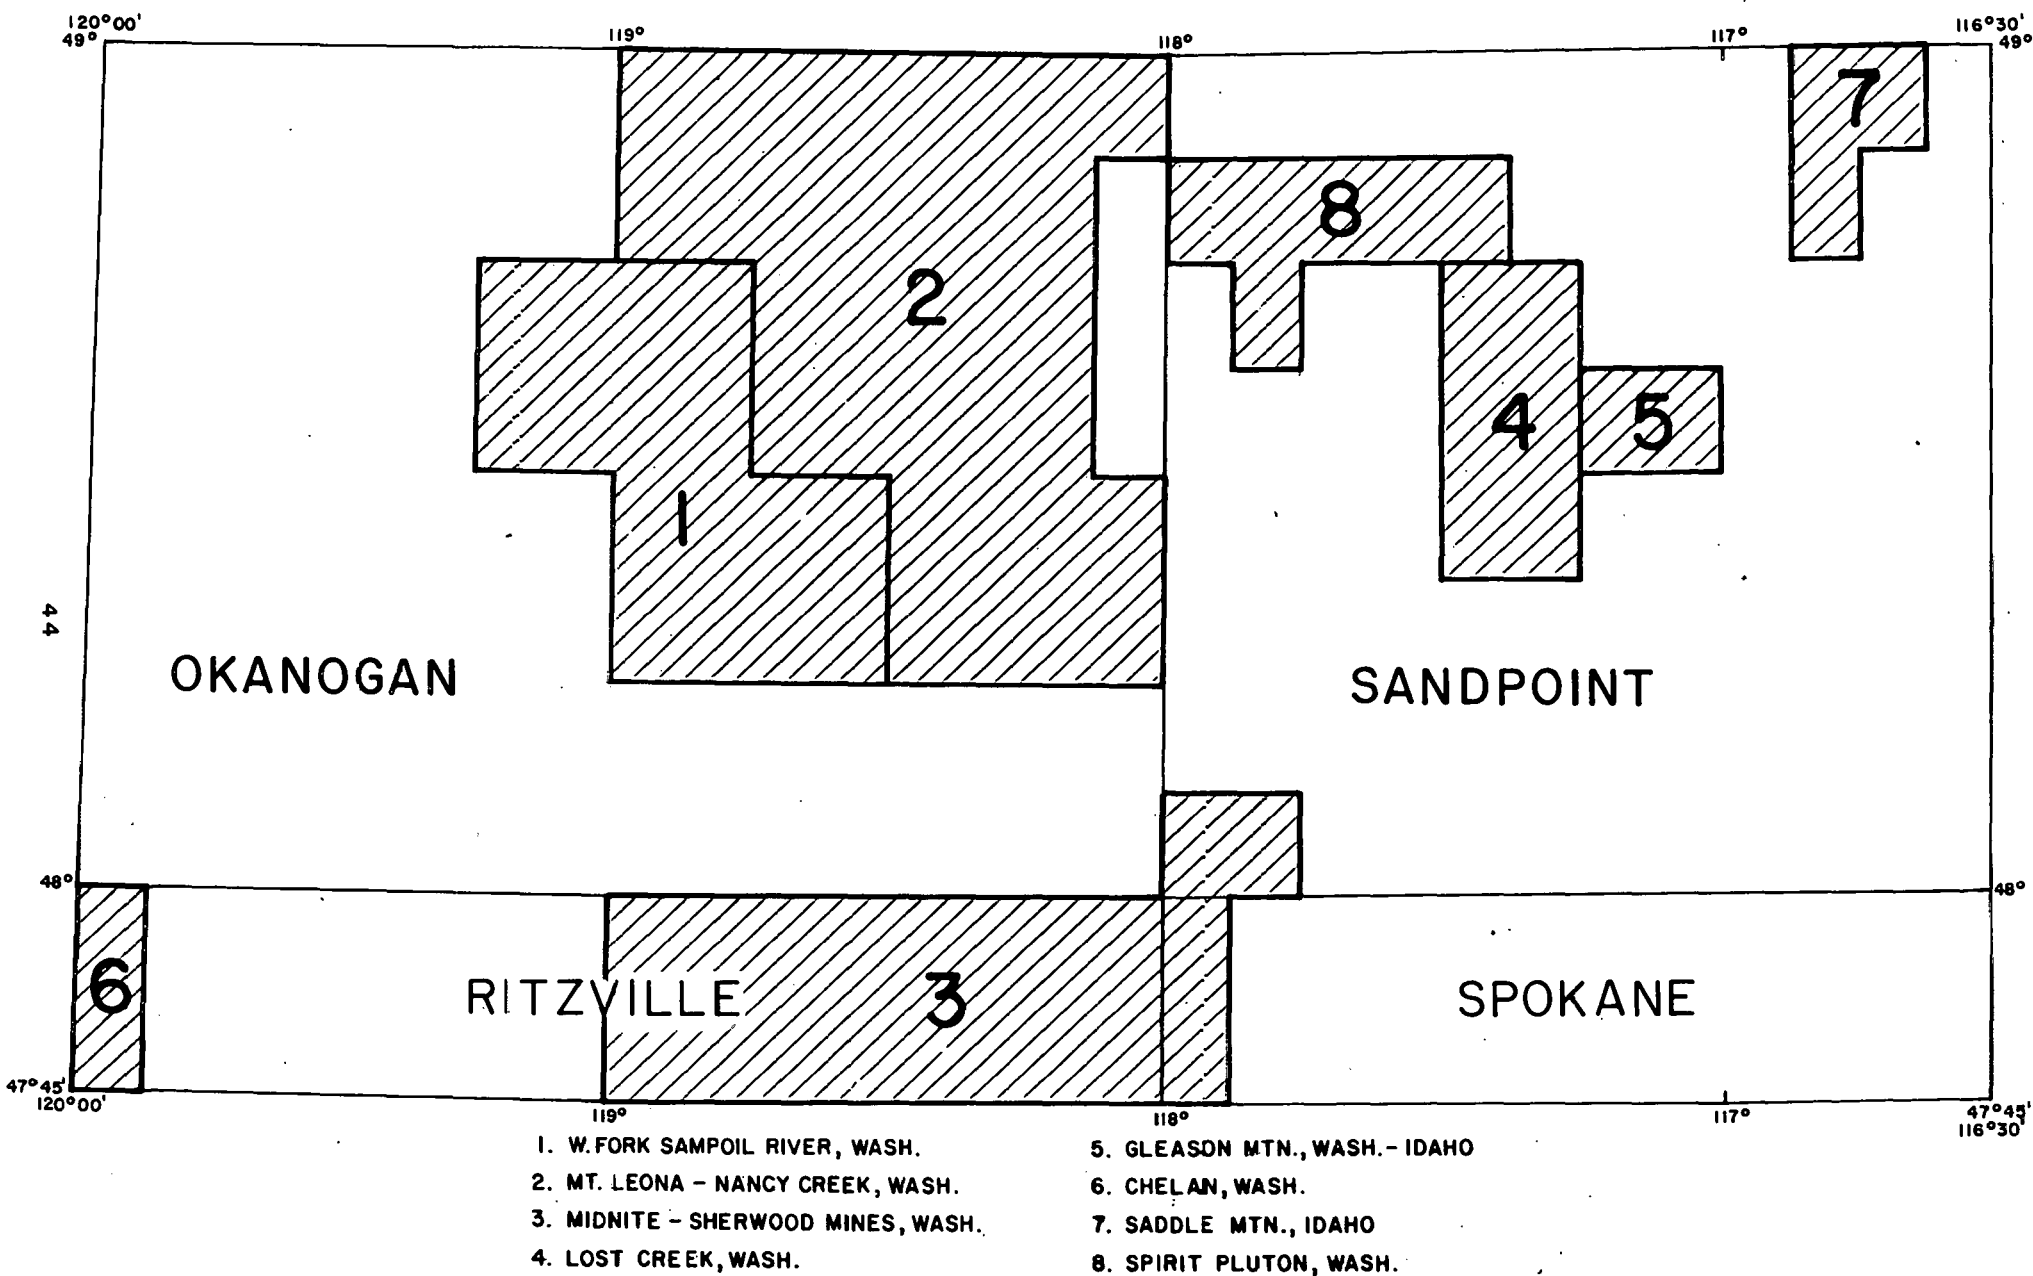 120°00'
49°
119°
118°
117°
116°30'
49°
7
8
2
4
5
1
44
OKANOGAN
SANDPOINT
48°
48°
6
RITZVILLE
3
SPOKANE
47°45'
120°00'
119°
118°
117°
47°45'
116°30'
1. W. FORK SAMPOIL RIVER, WASH.
2. MT. LEONA - NANCY CREEK, WASH.
3. MIDNITE - SHERWOOD MINES, WASH.
4. LOST CREEK, WASH.
5. GLEASON MTN., WASH. - IDAHO
6. CHELAN, WASH.
7. SADDLE MTN., IDAHO
8. SPIRIT PLUTON, WASH.